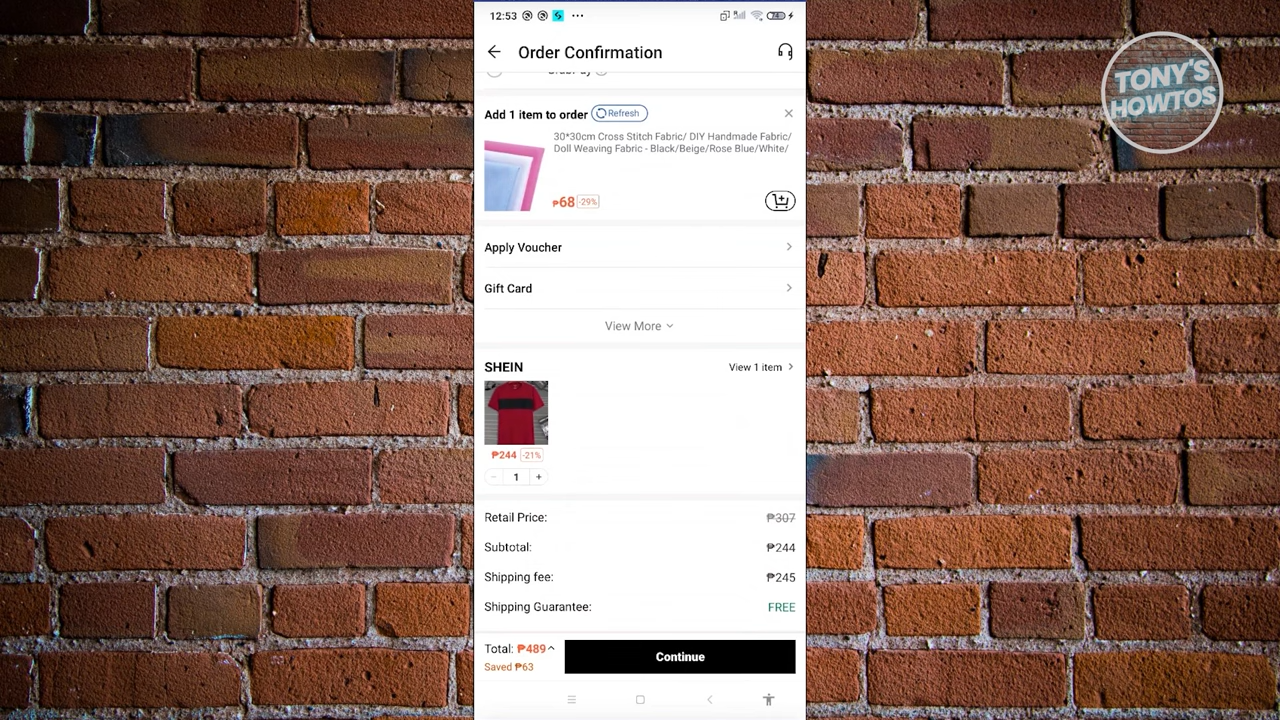 12:53
74
TONY'S
HOWTOS
Order Confirmation
Add 1 item to order Refresh
30*30cm Cross Stitch Fabric/ DIY Handmade Fabric/
Doll Weaving Fabric - Black/Beige/Rose Blue/White/
₱68 -29%
Apply Voucher
Gift Card
View More
SHEIN
View 1 item
₱244 -21%
− 1 +
Retail Price: ₱307
Subtotal: ₱244
Shipping fee: ₱245
Shipping Guarantee: FREE
Total: ₱489
Saved ₱63
Continue